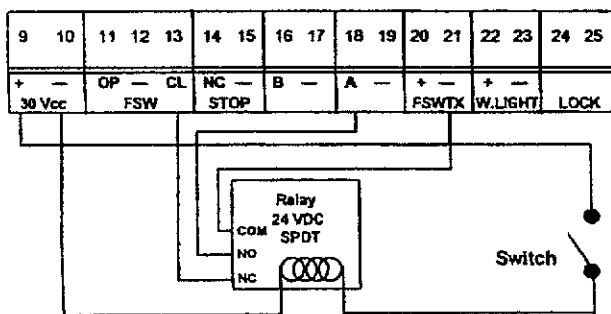 9 10 11 12 13 14 15 16 17 18 19 20 21 22 23 24 25
+ — OP — CL NC — B — A — + — + —
30 Vcc FSW STOP FSWTX W.LIGHT LOCK
Relay
24 VDC
SPDT
COM
NO
NC
Switch